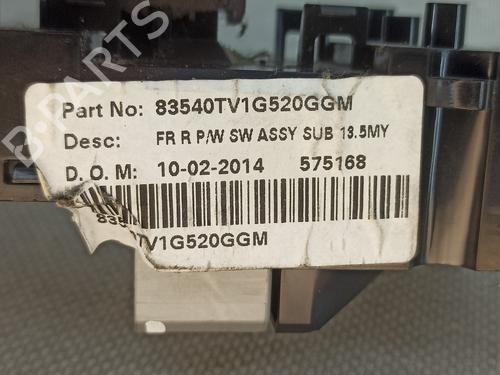 B-PARTS
Part No: 83540TV1G520GGM
Desc: FR R P/W SW ASSY SUB 13.5MY
D. O. M: 10-02-2014 575168
TV1G520GGM